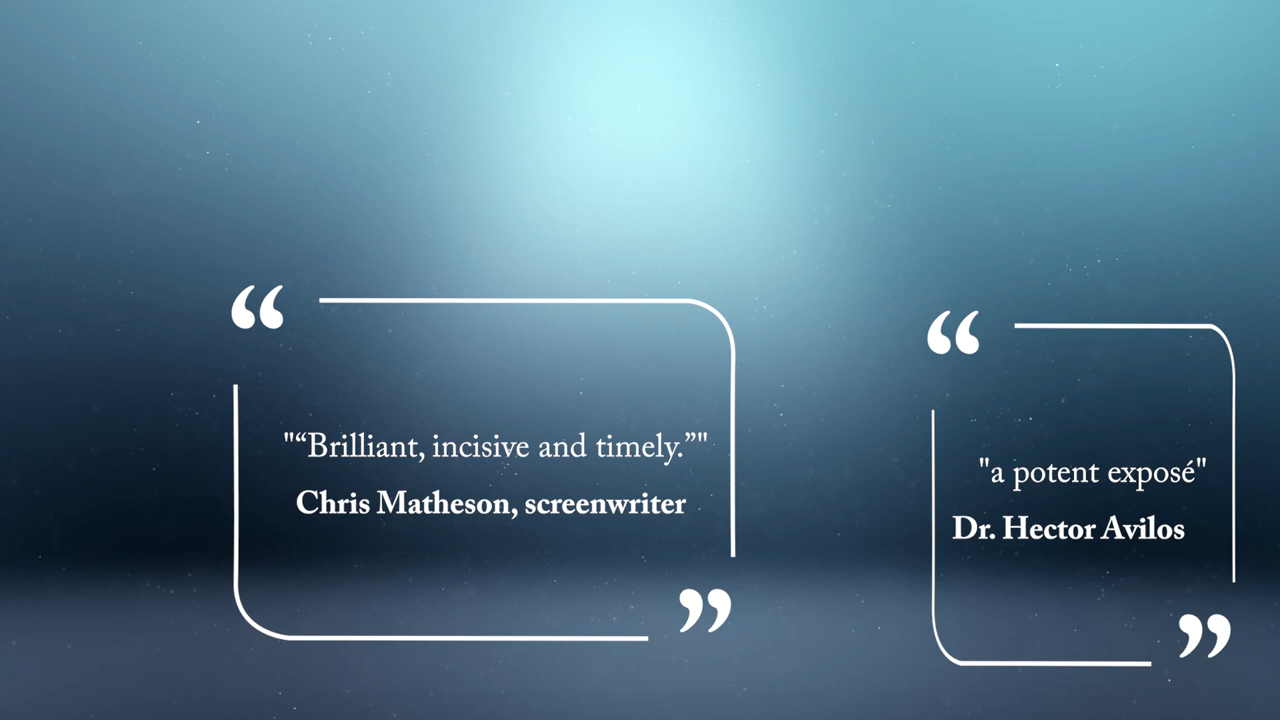 "“Brilliant, incisive and timely.”"
Chris Matheson, screenwriter
"a potent exposé"
Dr. Hector Avilos